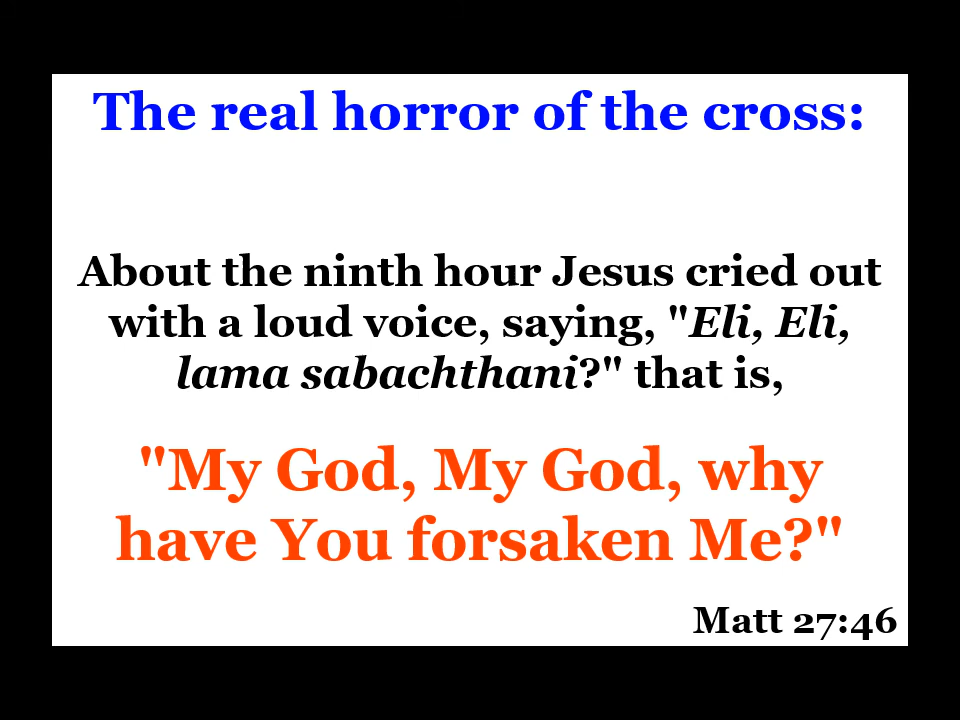 The real horror of the cross:
About the ninth hour Jesus cried out
with a loud voice, saying, "Eli, Eli,
lama sabachthani?" that is,
"My God, My God, why
have You forsaken Me?"
Matt 27:46